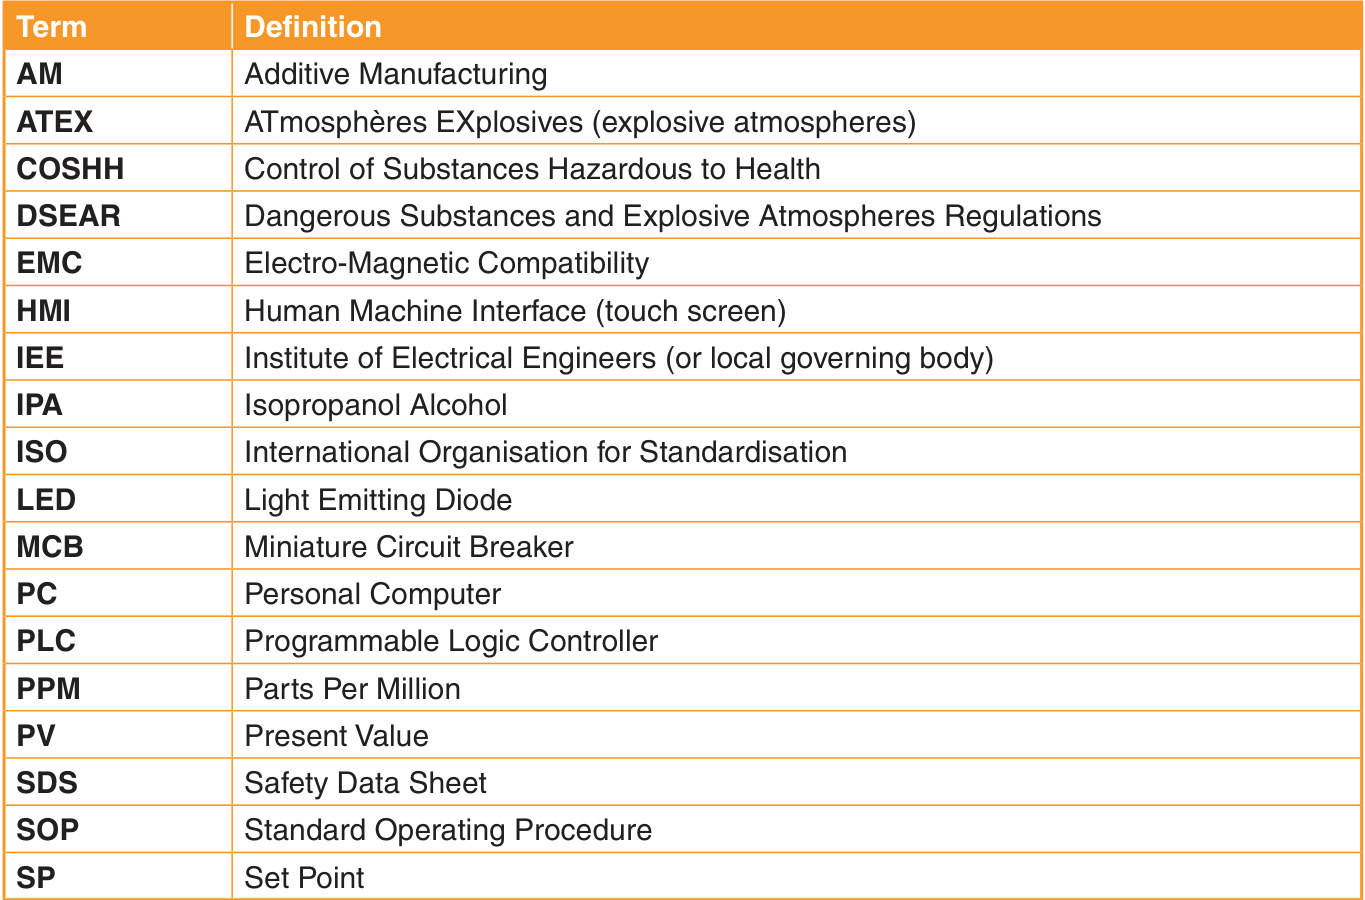 Term Definition
AM Additive Manufacturing
ATEX ATmosphères EXplosives (explosive atmospheres)
COSHH Control of Substances Hazardous to Health
DSEAR Dangerous Substances and Explosive Atmospheres Regulations
EMC Electro-Magnetic Compatibility
HMI Human Machine Interface (touch screen)
IEE Institute of Electrical Engineers (or local governing body)
IPA Isopropanol Alcohol
ISO International Organisation for Standardisation
LED Light Emitting Diode
MCB Miniature Circuit Breaker
PC Personal Computer
PLC Programmable Logic Controller
PPM Parts Per Million
PV Present Value
SDS Safety Data Sheet
SOP Standard Operating Procedure
SP Set Point